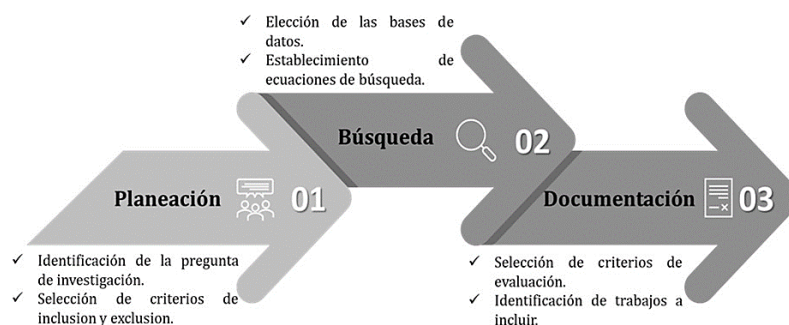 ✓ Elección de las bases de
datos.
✓ Establecimiento de
ecuaciones de búsqueda.
Búsqueda 02
Planeación 01
Documentación 03
✓ Identificación de la pregunta
de investigación.
✓ Selección de criterios de
inclusion y exclusion.
✓ Selección de criterios de
evaluación.
✓ Identificación de trabajos a
incluir.